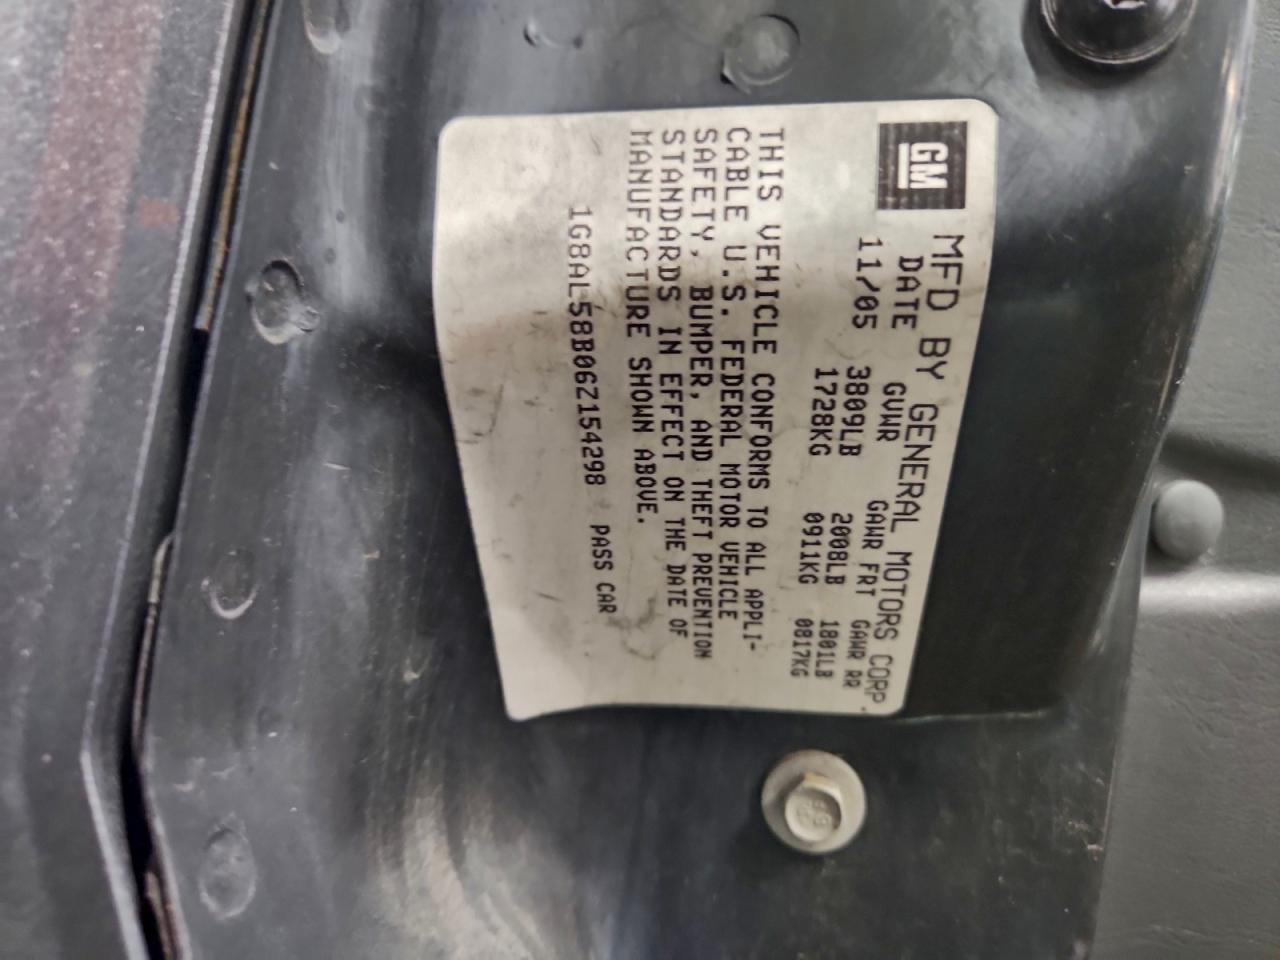 GM
MFD BY GENERAL MOTORS CORP.
DATE GVWR GAWR FRT GAWR RR
11/05 3809LB 2008LB 1801LB
1728KG 0911KG 0817KG
THIS VEHICLE CONFORMS TO ALL APPLI-
CABLE U.S. FEDERAL MOTOR VEHICLE
SAFETY, BUMPER, AND THEFT PREVENTION
STANDARDS IN EFFECT ON THE DATE OF
MANUFACTURE SHOWN ABOVE.
1G8AL58B06Z154298 PASS CAR